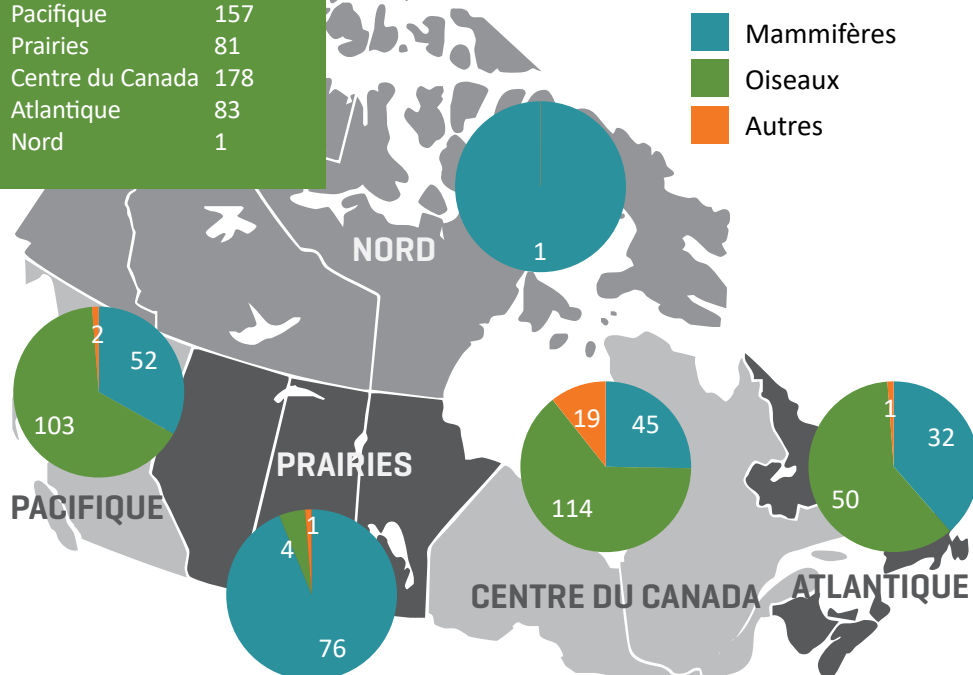 Pacifique 157
Prairies 81
Centre du Canada 178
Atlantique 83
Nord 1
Mammifères
Oiseaux
Autres
1
NORD
2
52
103
PACIFIQUE
PRAIRIES
1
4
76
19
45
114
CENTRE DU CANADA
1
32
50
ATLANTIQUE